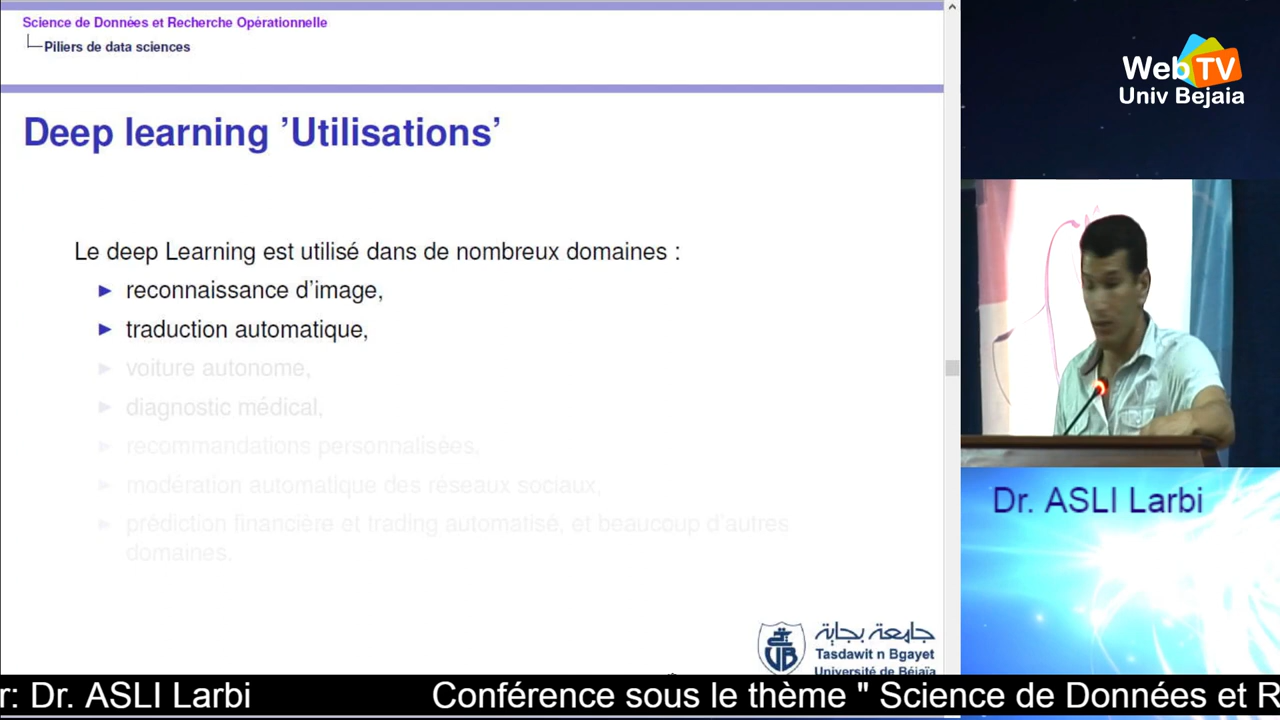 Science de Données et Recherche Opérationnelle
Piliers de data sciences
Deep learning ’Utilisations’
Le deep Learning est utilisé dans de nombreux domaines :
► reconnaissance d’image,
► traduction automatique,
► voiture autonome,
► diagnostic médical,
► recommandations personnalisées,
► modération automatique des réseaux sociaux,
► prédiction financière et trading automatisé, et beaucoup d’autres
domaines.
جامعة بجاية
Tasdawit n Bgayet
Université de Béjaïa
UB
Web TV
Univ Bejaia
Dr. ASLI Larbi
r: Dr. ASLI Larbi
Conférence sous le thème " Science de Données et R